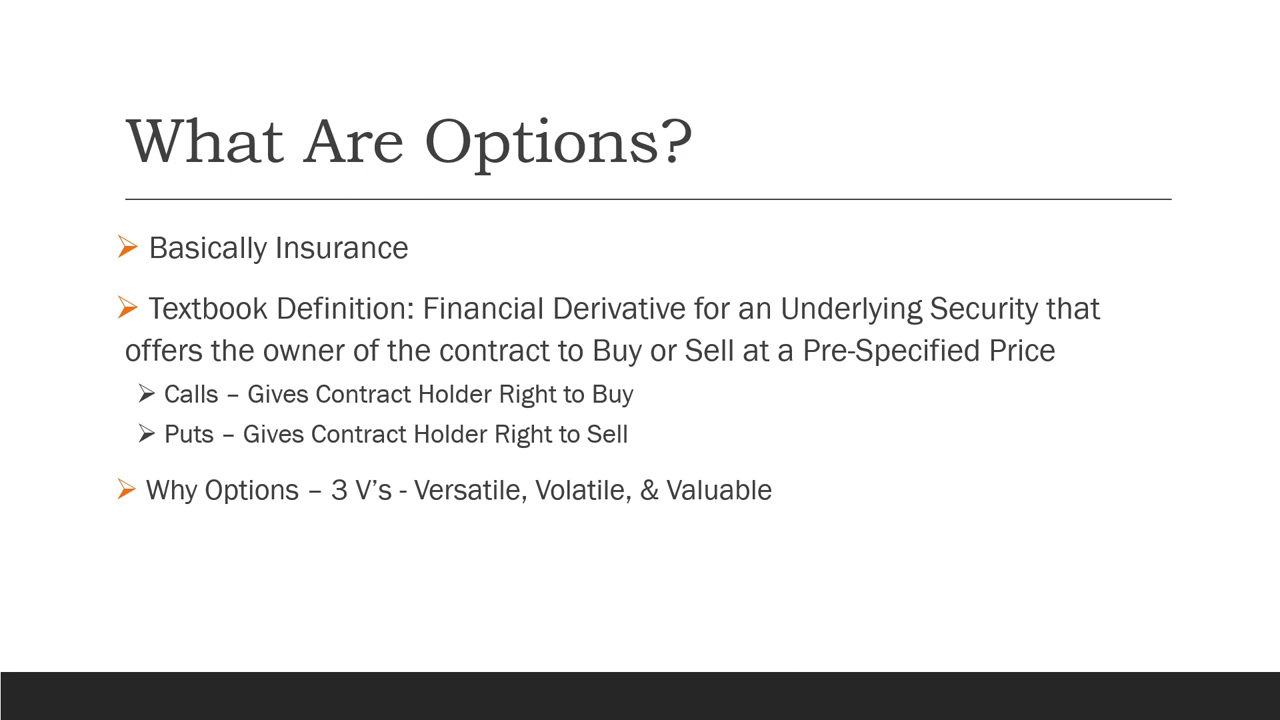 What Are Options?
Basically Insurance
Textbook Definition: Financial Derivative for an Underlying Security that
offers the owner of the contract to Buy or Sell at a Pre-Specified Price
Calls – Gives Contract Holder Right to Buy
Puts – Gives Contract Holder Right to Sell
Why Options – 3 V’s - Versatile, Volatile, & Valuable